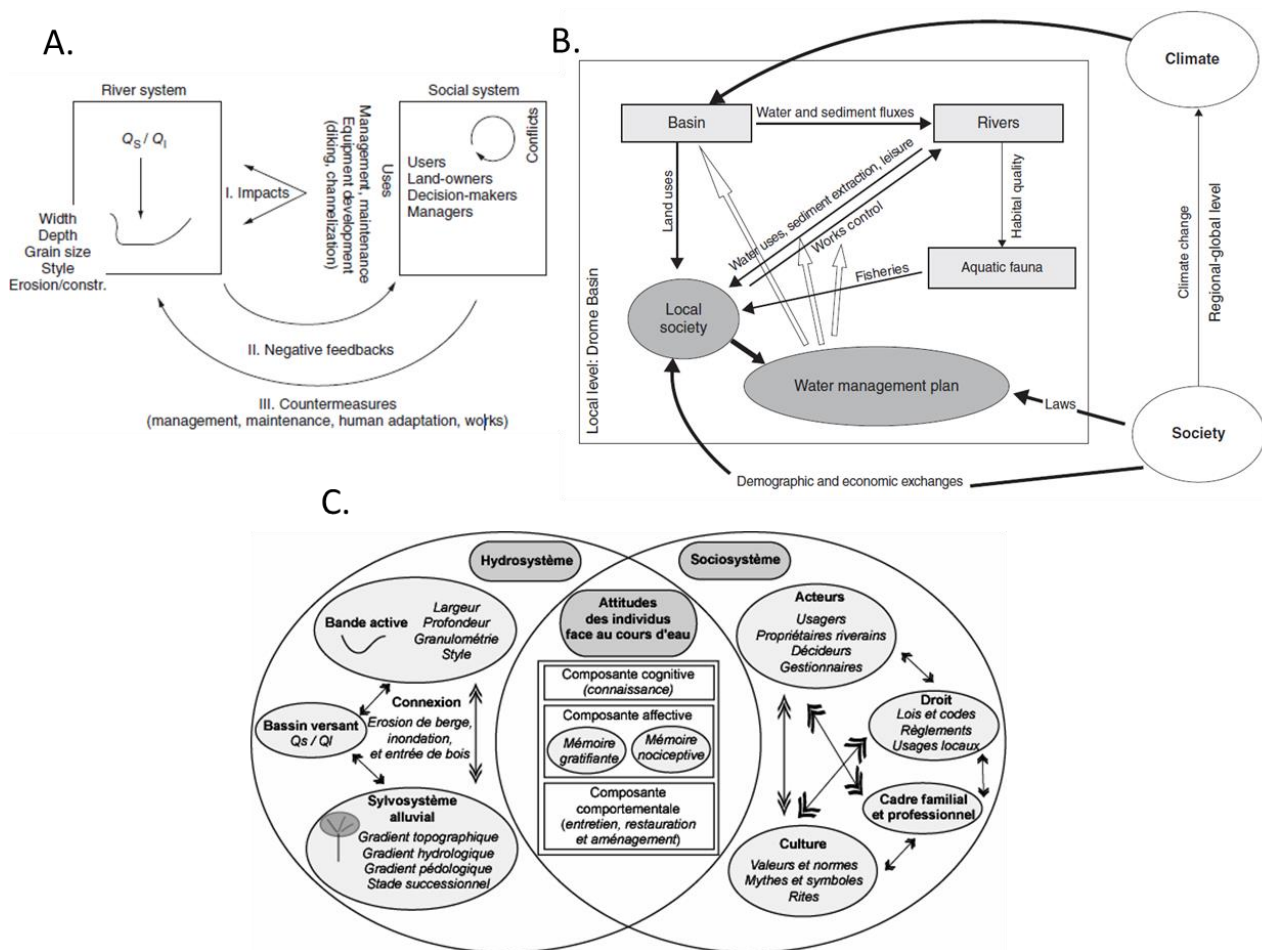 A.
River system
Q_S / Q_I
Width
Depth
Grain size
Style
Erosion/constr.
I. Impacts
Uses
Management, maintenance
Equipment development
(diking, channelization)
Social system
Users
Land-owners
Decision-makers
Managers
Conflicts
II. Negative feedbacks
III. Countermeasures
(management, maintenance, human adaptation, works)
B.
Climate
Basin
Water and sediment fluxes
Rivers
Land uses
Water uses, sediment extraction, leisure
Works control
Habital quality
Aquatic fauna
Fisheries
Local
society
Water management plan
Local level: Drome Basin
Climate change
Regional-global level
Laws
Society
Demographic and economic exchanges
C.
Hydrosystème
Sociosystème
Bande active
Largeur
Profondeur
Granulométrie
Style
Connexion
Erosion de berge,
inondation,
et entrée de bois
Bassin versant
Qs / Ql
Sylvosystème
alluvial
Gradient topographique
Gradient hydrologique
Gradient pédologique
Stade successionnel
Attitudes
des individus
face au cours d'eau
Composante cognitive
(connaissance)
Composante affective
Mémoire
gratifiante
Mémoire
nociceptive
Composante
comportementale
(entretien, restauration
et aménagement)
Acteurs
Usagers
Propriétaires riverains
Décideurs
Gestionnaires
Droit
Lois et codes
Règlements
Usages locaux
Cadre familial
et professionnel
Culture
Valeurs et normes
Mythes et symboles
Rites